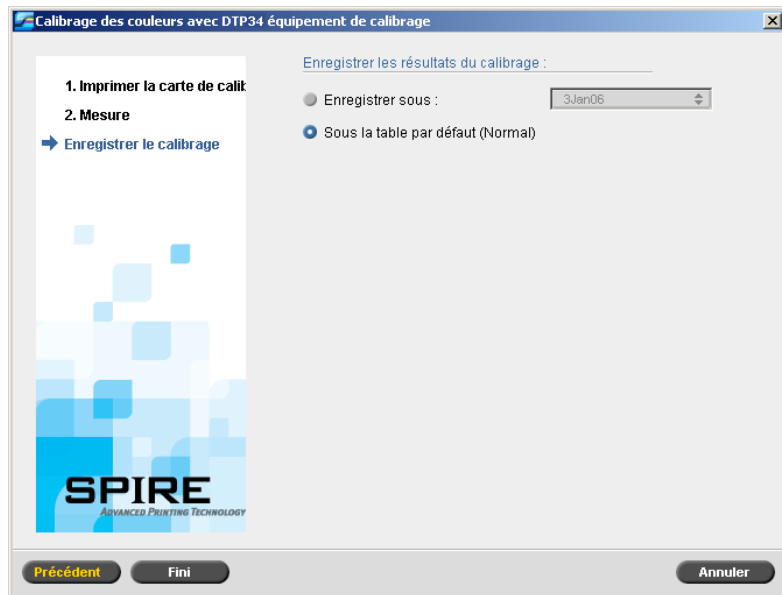 Calibrage des couleurs avec DTP34 équipement de calibrage
1. Imprimer la carte de calib
2. Mesure
Enregistrer le calibrage
Enregistrer les résultats du calibrage :
Enregistrer sous :
3Jan06
Sous la table par défaut (Normal)
SPIRE
ADVANCED PRINTING TECHNOLOGY
Précédent
Fini
Annuler